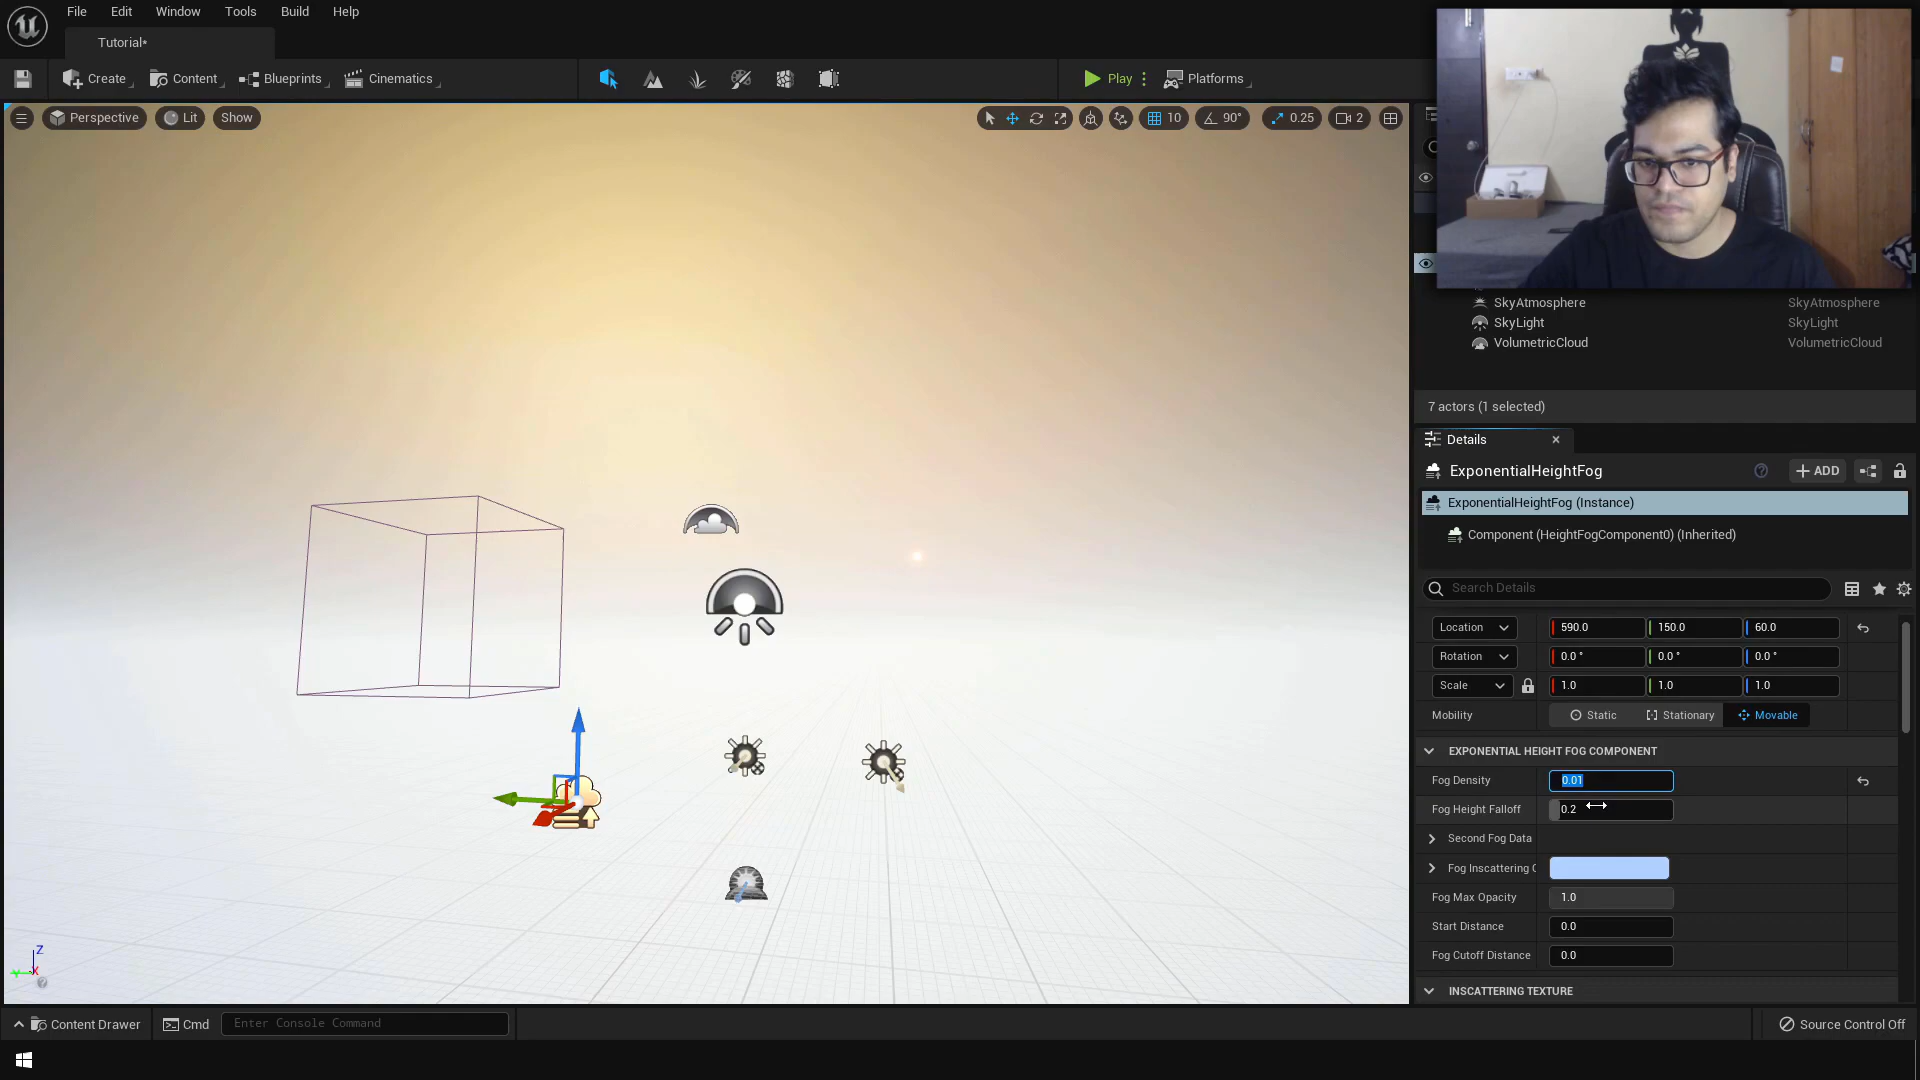 File Edit Window Tools Build Help
Tutorial*
Create Content Blueprints Cinematics Play Platforms
Perspective Lit Show 10 90° 0.25 2
SkyAtmosphere SkyAtmosphere
SkyLight SkyLight
VolumetricCloud VolumetricCloud
7 actors (1 selected)
Details
ExponentialHeightFog ADD
ExponentialHeightFog (Instance)
Component (HeightFogComponent0) (Inherited)
Search Details
Location 590.0 150.0 60.0
Rotation 0.0 ° 0.0 ° 0.0 °
Scale 1.0 1.0 1.0
Mobility Static Stationary Movable
EXPONENTIAL HEIGHT FOG COMPONENT
Fog Density 0.01
Fog Height Falloff 0.2
Second Fog Data
Fog Inscattering C
Fog Max Opacity 1.0
Start Distance 0.0
Fog Cutoff Distance 0.0
INSCATTERING TEXTURE
Z
Y X
Content Drawer Cmd Enter Console Command Source Control Off